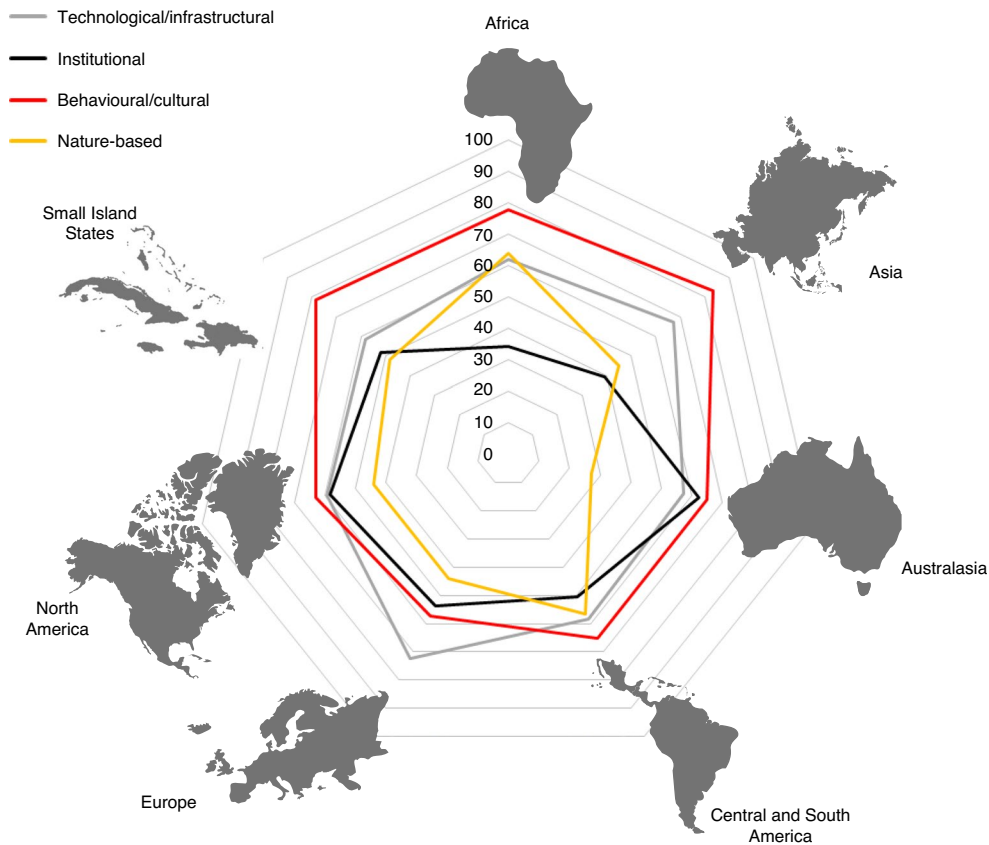 Technological/infrastructural
Institutional
Behavioural/cultural
Nature-based
Africa
100
90
80
70
60
50
40
30
20
10
0
Small Island
States
Asia
Australasia
North
America
Europe
Central and South
America